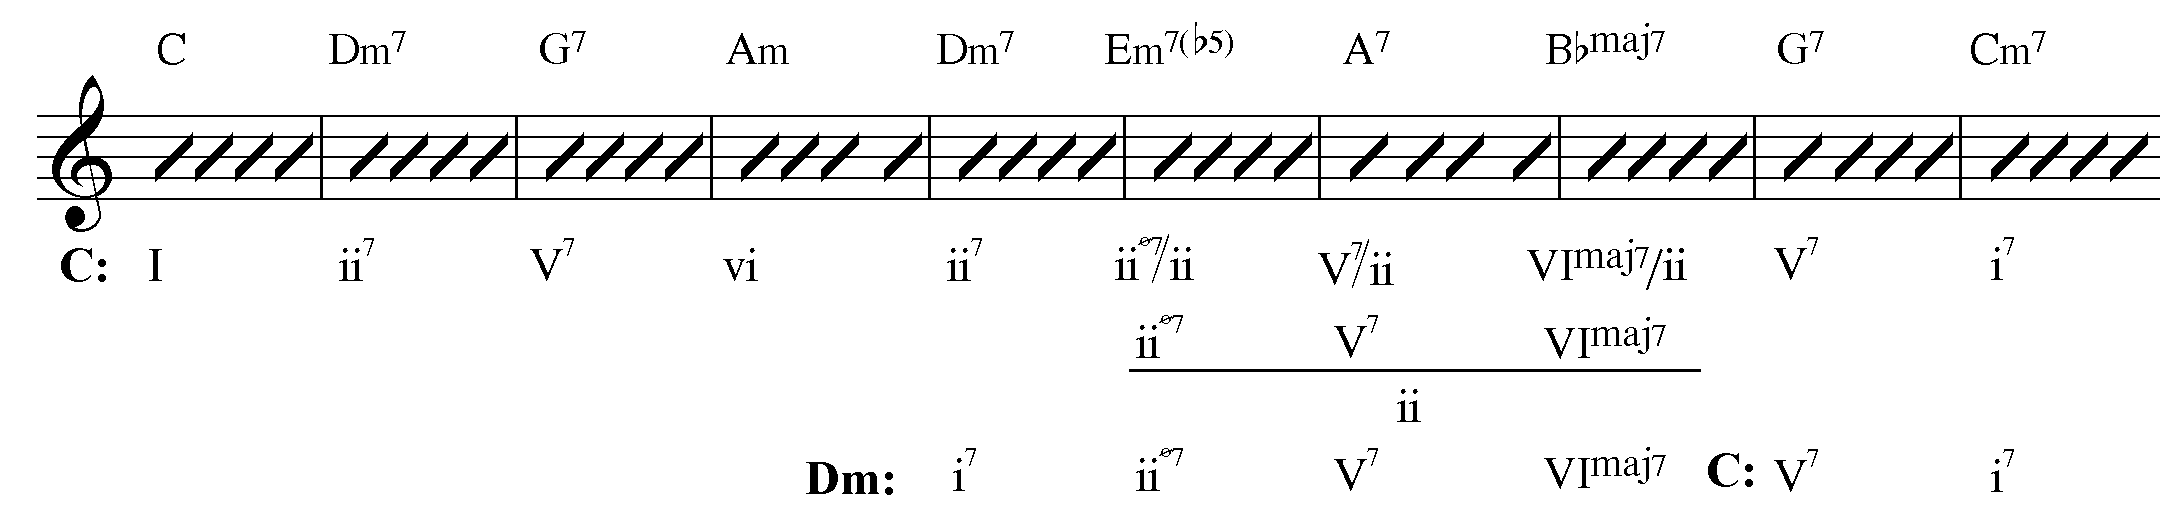 C Dm7 G7 Am Dm7 Em7(♭5) A7 B♭maj7 G7 Cm7
C: I ii7 V7 vi ii7 iiø7/ii V7/ii VImaj7/ii V7 i7
iiø7 V7 VImaj7
ii
Dm: i7 iiø7 V7 VImaj7 C: V7 i7